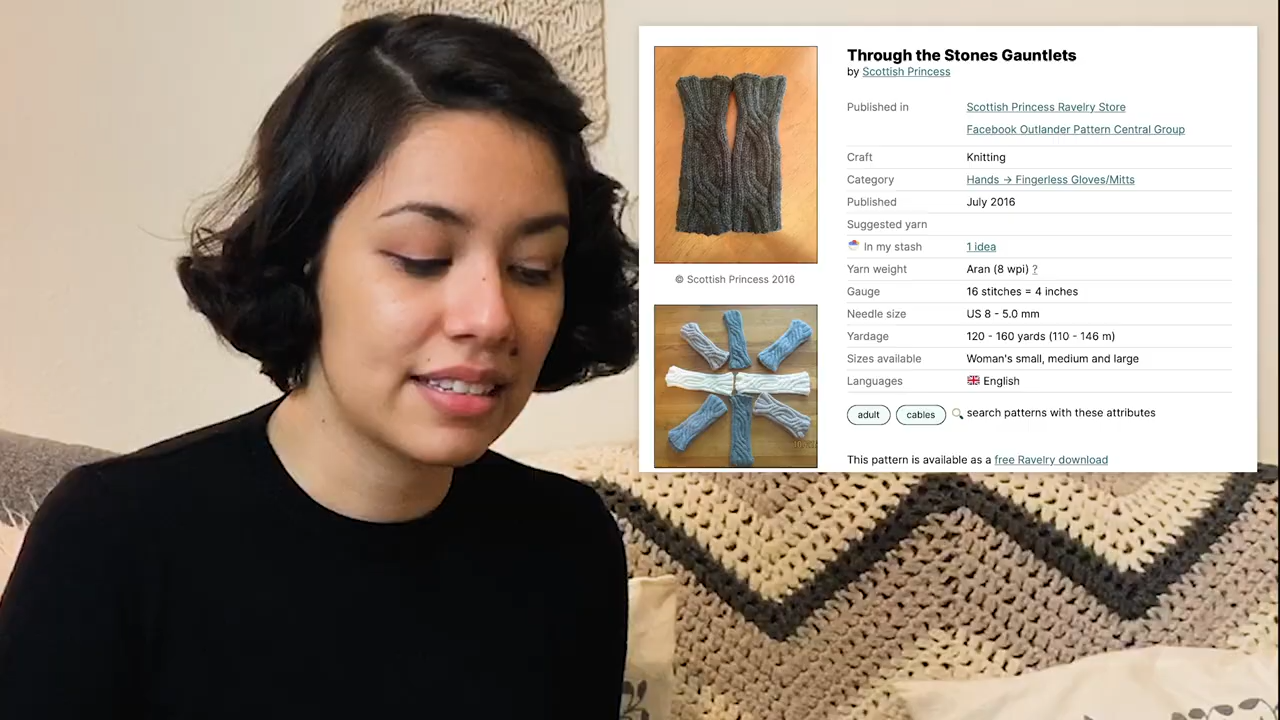 Through the Stones Gauntlets
by Scottish Princess
Published in Scottish Princess Ravelry Store
Facebook Outlander Pattern Central Group
Craft Knitting
Category Hands → Fingerless Gloves/Mitts
Published July 2016
Suggested yarn
In my stash 1 idea
Yarn weight Aran (8 wpi) ?
Gauge 16 stitches = 4 inches
Needle size US 8 - 5.0 mm
Yardage 120 - 160 yards (110 - 146 m)
Sizes available Woman's small, medium and large
Languages English
adult cables search patterns with these attributes
This pattern is available as a free Ravelry download
© Scottish Princess 2016